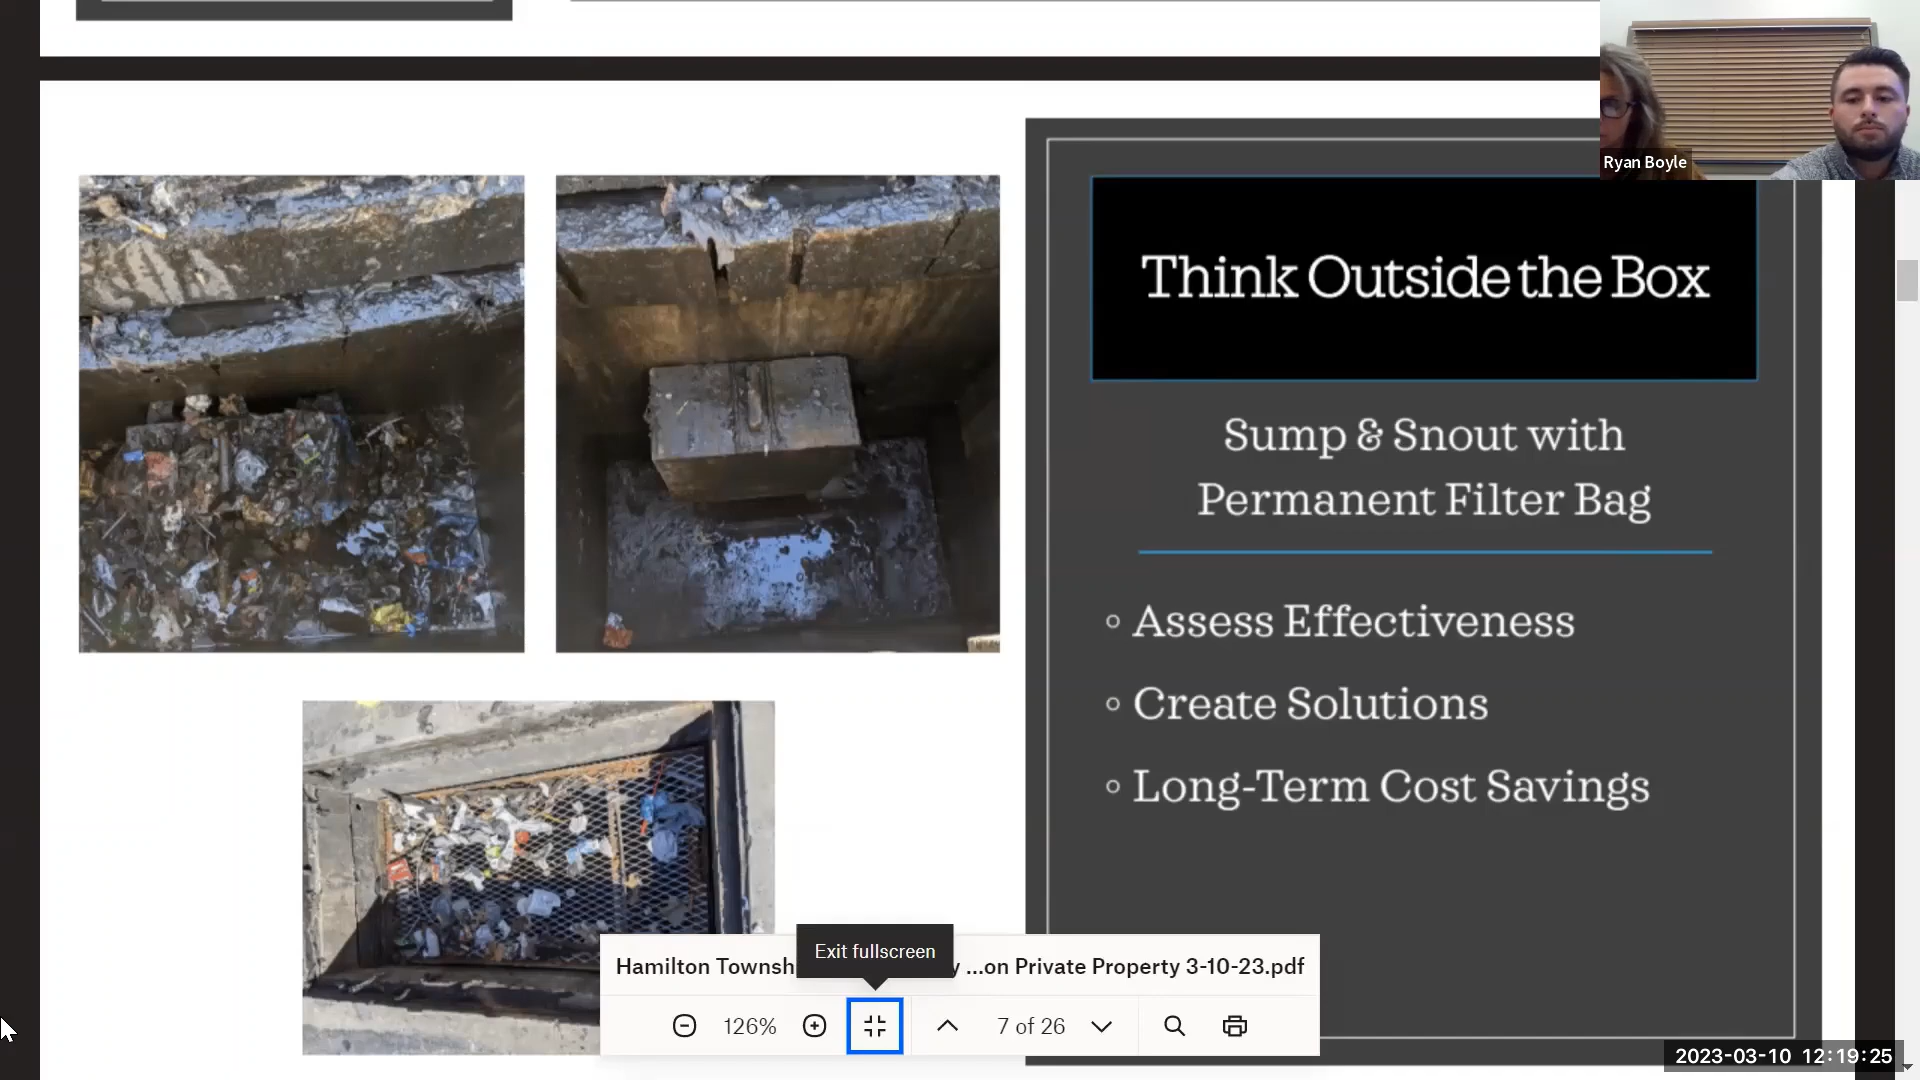 Ryan Boyle
Think Outside the Box
Sump & Snout with
Permanent Filter Bag
Assess Effectiveness
Create Solutions
Long-Term Cost Savings
Exit fullscreen
Hamilton Townsh ...on Private Property 3-10-23.pdf
126%
7 of 26
2023-03-10 12:19:25